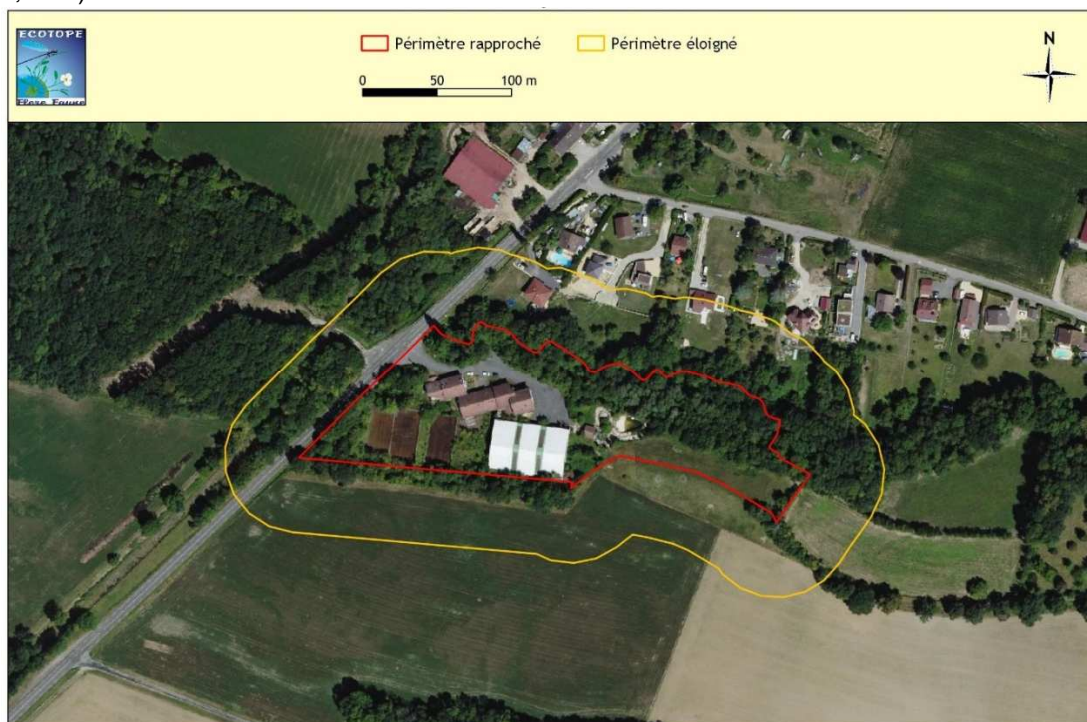 ECOTOPE
Flore Faune
Périmètre rapproché
Périmètre éloigné
0 50 100 m
N